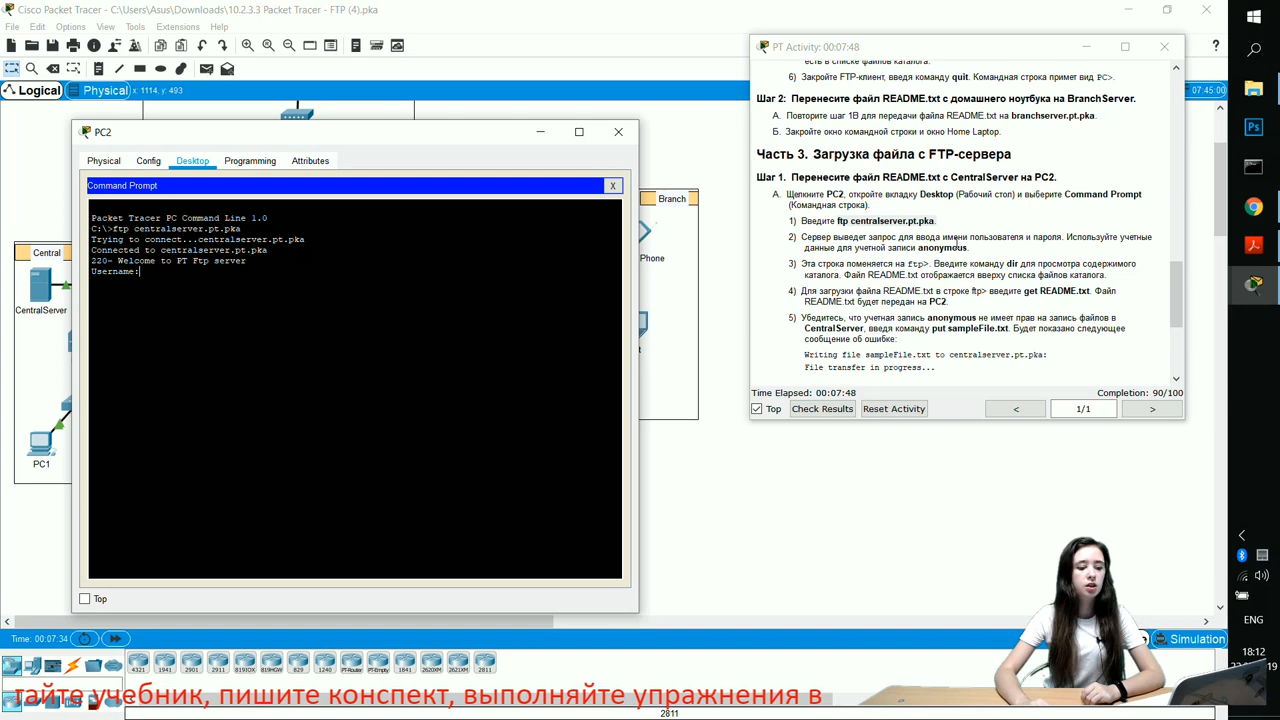 Cisco Packet Tracer - C:\Users\Asus\Downloads\10.2.3.3 Packet Tracer - FTP (4).pka
File Edit Options View Tools Extensions Help
Logical Physical x: 1114, y: 493
07:45:00
PC2
Physical Config Desktop Programming Attributes
Command Prompt X
Packet Tracer PC Command Line 1.0
C:\>ftp centralserver.pt.pka
Trying to connect...centralserver.pt.pka
Connected to centralserver.pt.pka
220- Welcome to PT Ftp server
Username:
Top
Central
CentralServer
PC1
Branch
Phone
PT Activity: 00:07:48
есть в списке файлов каталога.
6) Закройте FTP-клиент, введя команду quit. Командная строка примет вид PC>.
Шаг 2: Перенесите файл README.txt с домашнего ноутбука на BranchServer.
А. Повторите шаг 1B для передачи файла README.txt на branchserver.pt.pka.
Б. Закройте окно командной строки и окно Home Laptop.
Часть 3. Загрузка файла с FTP-сервера
Шаг 1. Перенесите файл README.txt с CentralServer на PC2.
А. Щелкните PC2, откройте вкладку Desktop (Рабочий стол) и выберите Command Prompt
(Командная строка).
1) Введите ftp centralserver.pt.pka.
2) Сервер выведет запрос для ввода имени пользователя и пароля. Используйте учетные
данные для учетной записи anonymous.
3) Эта строка поменяется на ftp>. Введите команду dir для просмотра содержимого
каталога. Файл README.txt отображается вверху списка файлов каталога.
4) Для загрузки файла README.txt в строке ftp> введите get README.txt. Файл
README.txt будет передан на PC2.
5) Убедитесь, что учетная запись anonymous не имеет прав на запись файлов в
CentralServer, введя команду put sampleFile.txt. Будет показано следующее
сообщение об ошибке:
Writing file sampleFile.txt to centralserver.pt.pka:
File transfer in progress...
Time Elapsed: 00:07:48 Completion: 90/100
Top Check Results Reset Activity < 1/1 >
Time: 00:07:34
Simulation
4321 1941 2901 2911 819IOX 819HGW 829 1240 PT-Router PT-Empty 1841 2620XM 2621XM 2811
2811
тайте учебник, пишите конспект, выполняйте упражнения в
ENG
18:12